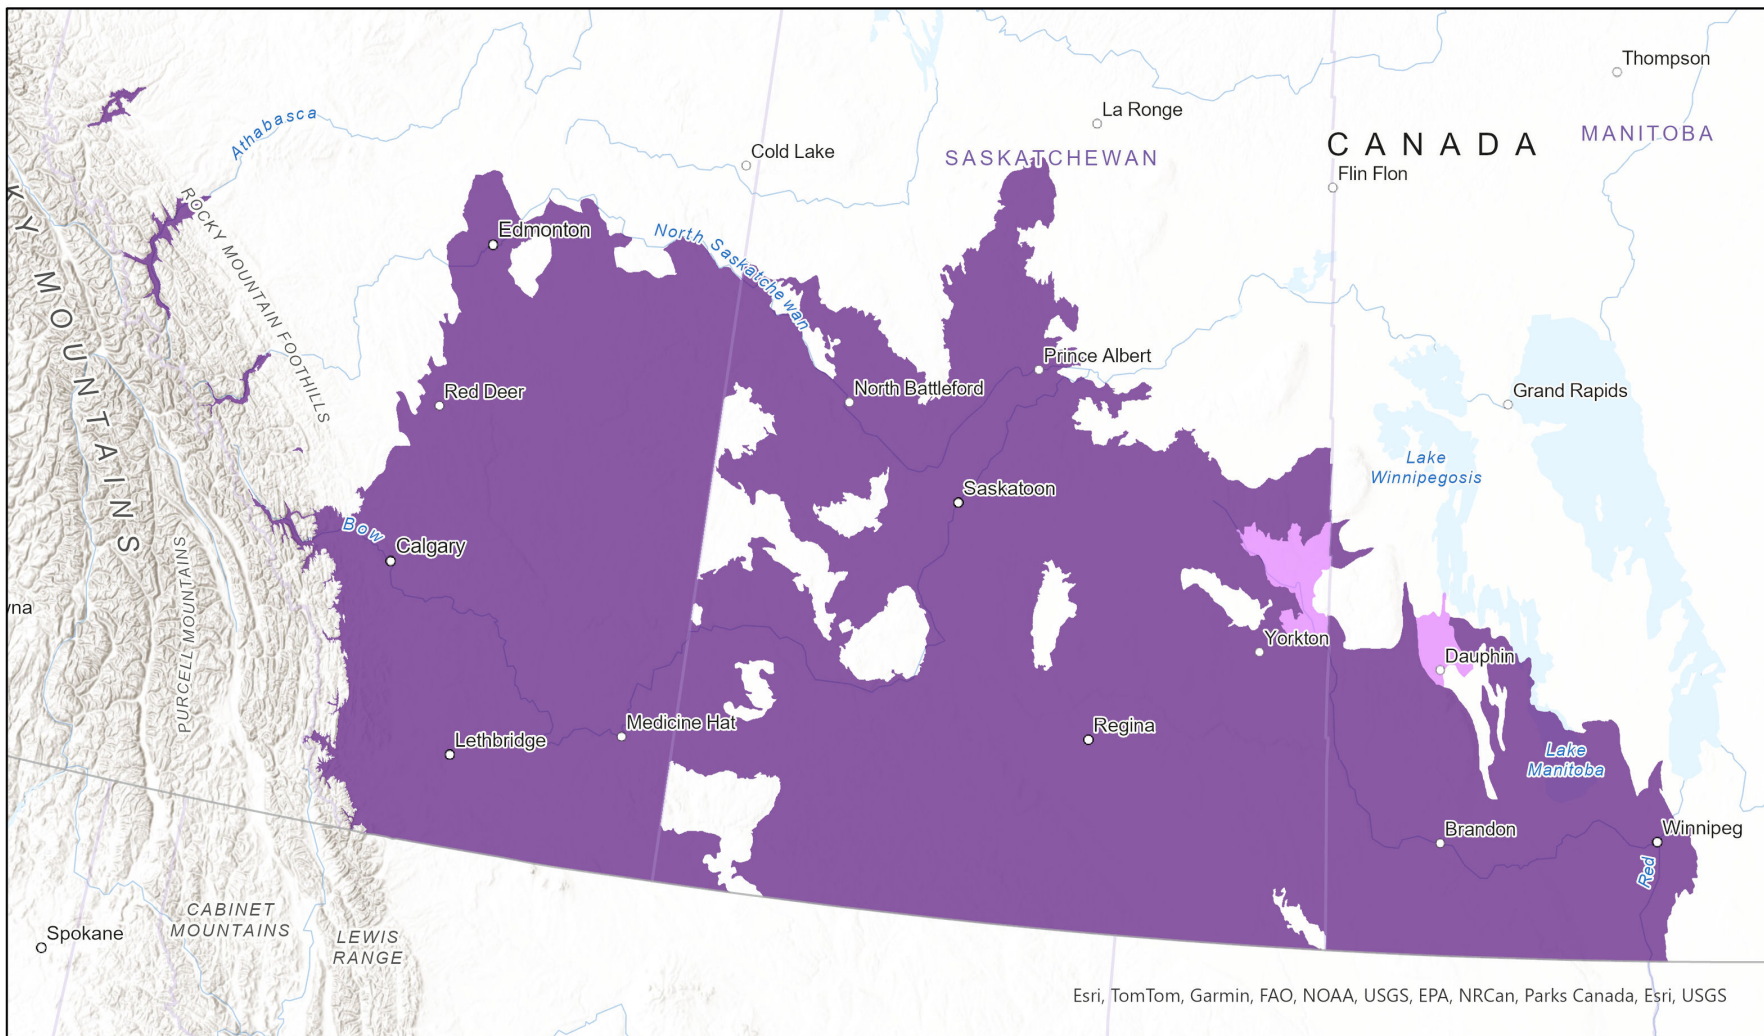 Thompson
La Ronge
Athabasca
CANADA
MANITOBA
Cold Lake
SASKATCHEWAN
Flin Flon
KY MOUNTAINS
ROCKY MOUNTAIN FOOTHILLS
Edmonton
North Saskatchewan
Prince Albert
Red Deer
North Battleford
Grand Rapids
Lake
Winnipegosis
Saskatoon
Bow
Calgary
PURCELL MOUNTAINS
vna
Yorkton
Dauphin
Medicine Hat
Regina
Lethbridge
Lake
Manitoba
Brandon
Winnipeg
Red
CABINET
MOUNTAINS
Spokane
LEWIS
RANGE
Esri, TomTom, Garmin, FAO, NOAA, USGS, EPA, NRCan, Parks Canada, Esri, USGS